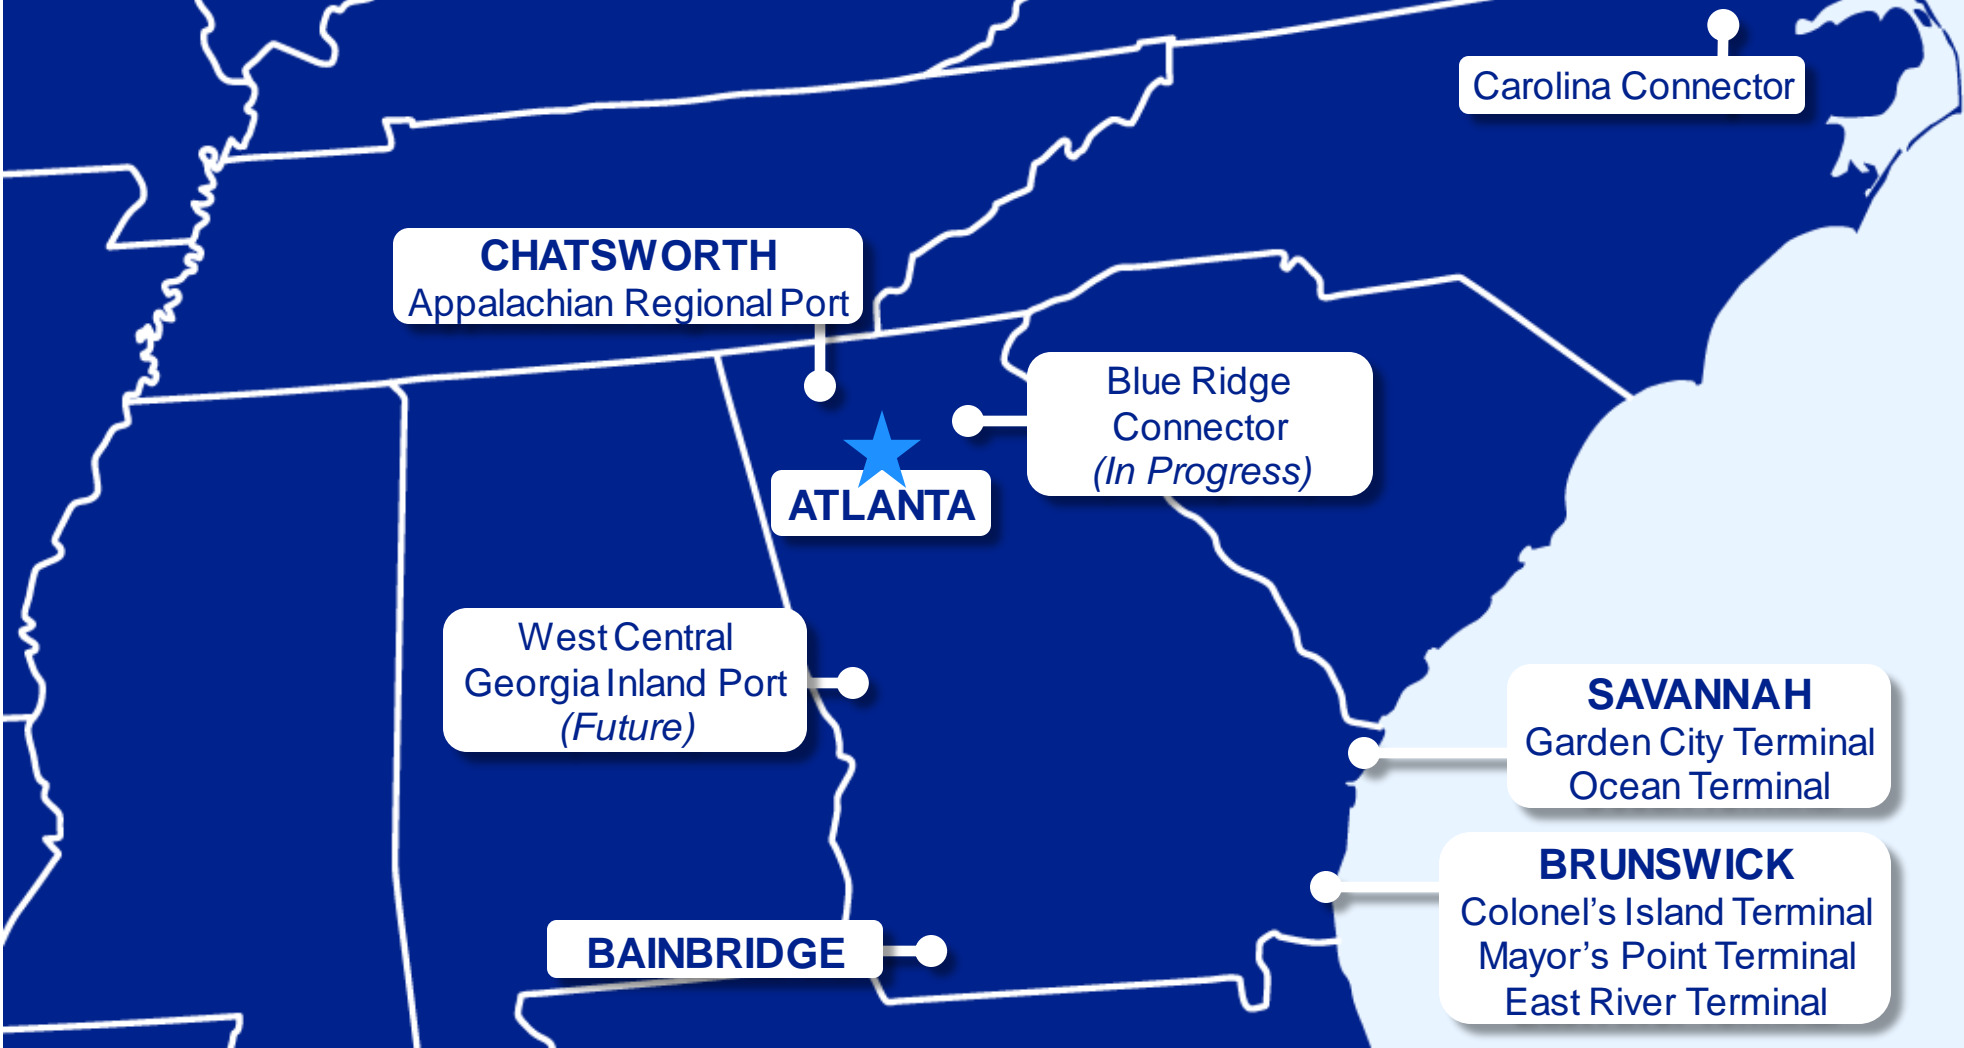 Carolina Connector
CHATSWORTH
Appalachian Regional Port
Blue Ridge
Connector
(In Progress)
ATLANTA
West Central
Georgia Inland Port
(Future)
SAVANNAH
Garden City Terminal
Ocean Terminal
BRUNSWICK
Colonel’s Island Terminal
Mayor’s Point Terminal
East River Terminal
BAINBRIDGE